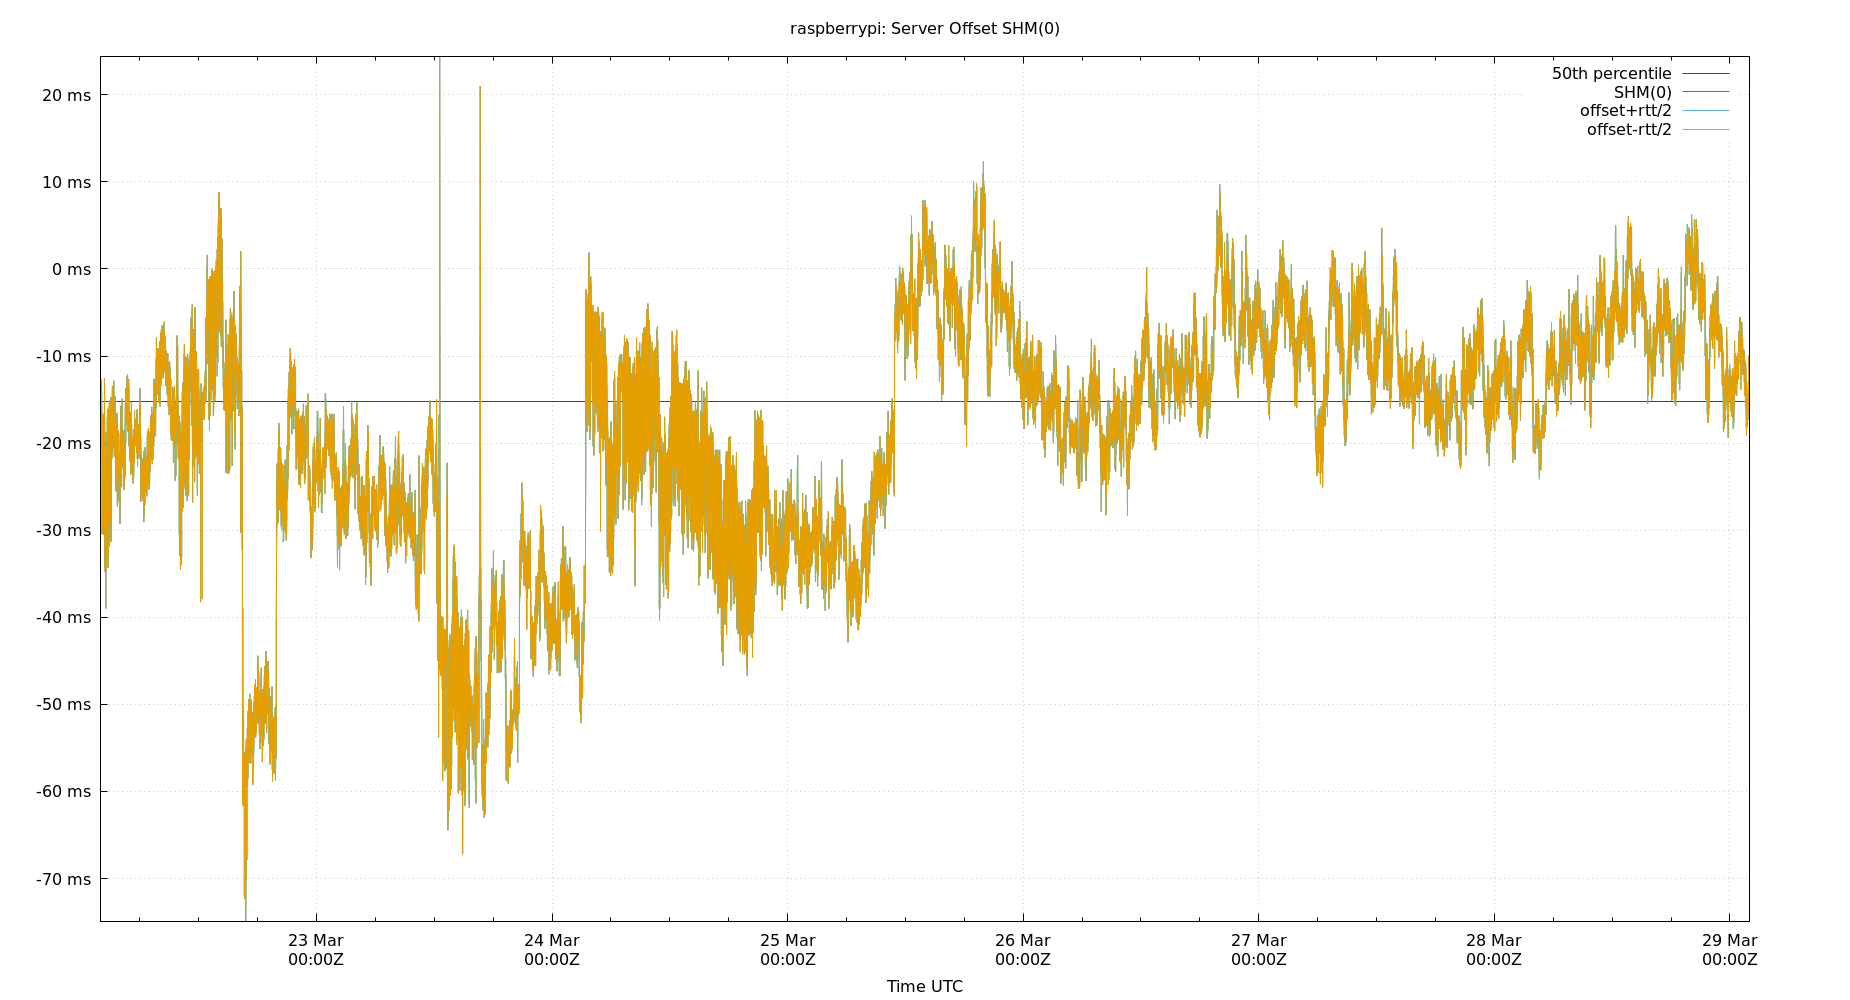 raspberrypi: Server Offset SHM(0)
50th percentile
SHM(0)
offset+rtt/2
offset-rtt/2
20 ms
10 ms
0 ms
-10 ms
-20 ms
-30 ms
-40 ms
-50 ms
-60 ms
-70 ms
23 Mar 24 Mar 25 Mar 26 Mar 27 Mar 28 Mar 29 Mar
00:00Z 00:00Z 00:00Z 00:00Z 00:00Z 00:00Z 00:00Z
Time UTC